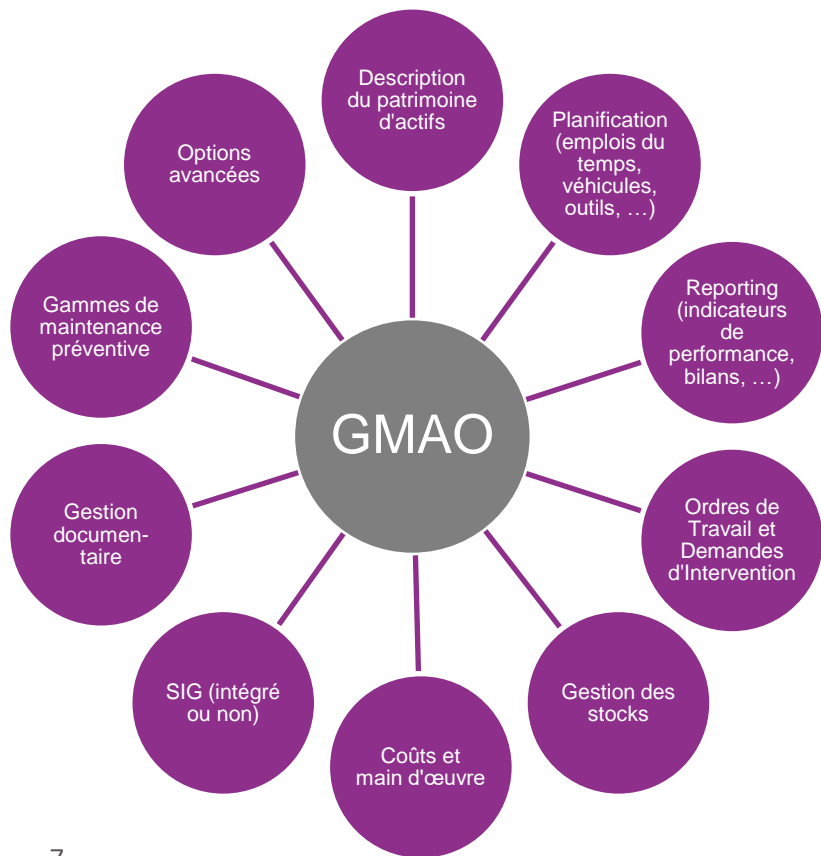 Description
du patrimoine
d'actifs
Planification
(emplois du
temps,
véhicules,
outils, …)
Reporting
(indicateurs
de
performance,
bilans, …)
Ordres de
Travail et
Demandes
d'Intervention
Gestion des
stocks
Coûts et
main d'œuvre
SIG (intégré
ou non)
Gestion
documen-
taire
Gammes de
maintenance
préventive
Options
avancées
GMAO
7